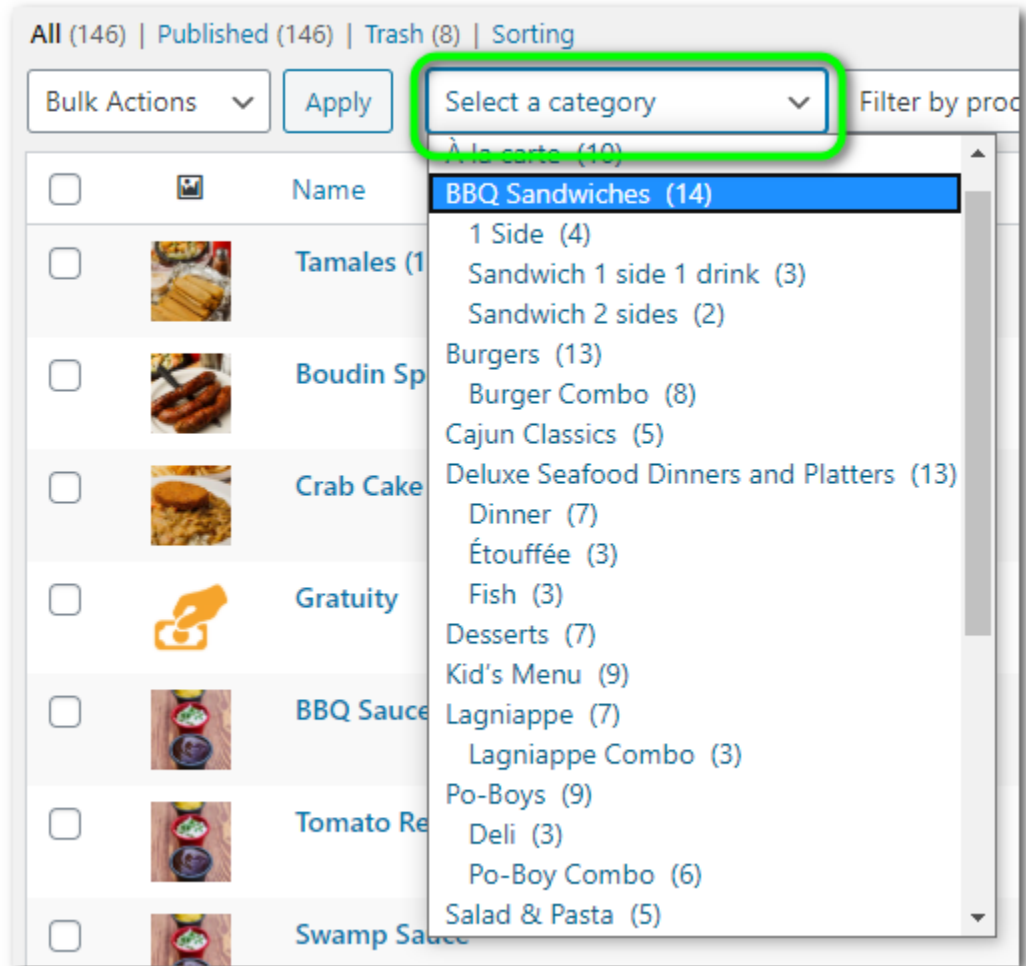 All (146) | Published (146) | Trash (8) | Sorting
Bulk Actions Apply Select a category Filter by prod
À la carte (10)
Name
BBQ Sandwiches (14)
1 Side (4)
Tamales (1
Sandwich 1 side 1 drink (3)
Sandwich 2 sides (2)
Burgers (13)
Boudin Sp
Burger Combo (8)
Cajun Classics (5)
Deluxe Seafood Dinners and Platters (13)
Crab Cake
Dinner (7)
Étouffée (3)
Fish (3)
Gratuity
Desserts (7)
Kid's Menu (9)
BBQ Sauce
Lagniappe (7)
Lagniappe Combo (3)
Po-Boys (9)
Tomato Re
Deli (3)
Po-Boy Combo (6)
Salad & Pasta (5)
Swamp Sauce